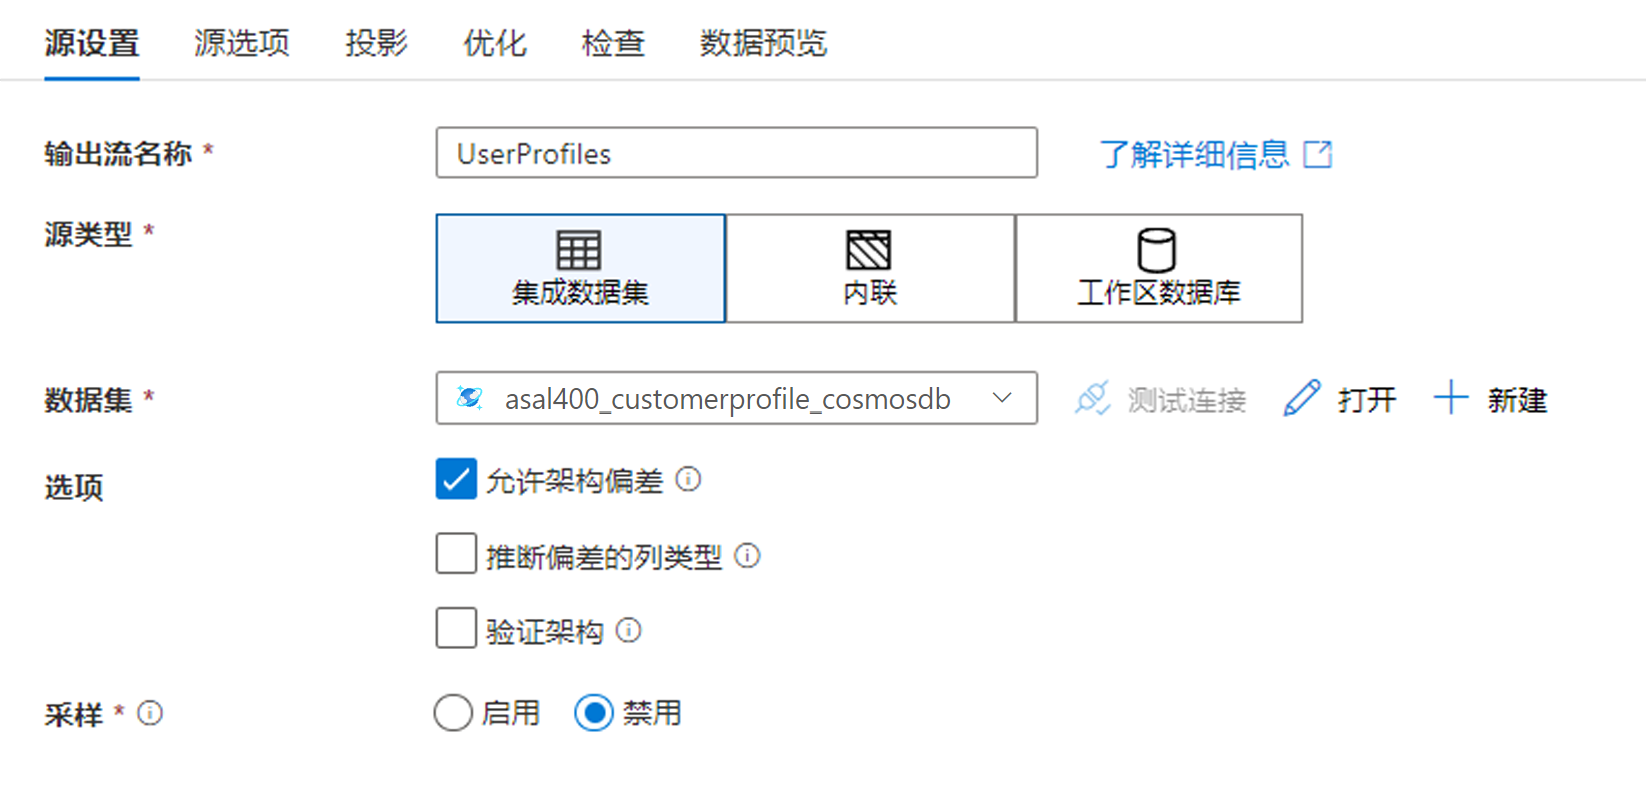 源设置 源选项 投影 优化 检查 数据预览
输出流名称 * UserProfiles 了解详细信息
源类型 * 集成数据集 内联 工作区数据库
数据集 * asal400_customerprofile_cosmosdb 测试连接 打开 新建
选项 允许架构偏差
推断偏差的列类型
验证架构
采样 * 启用 禁用